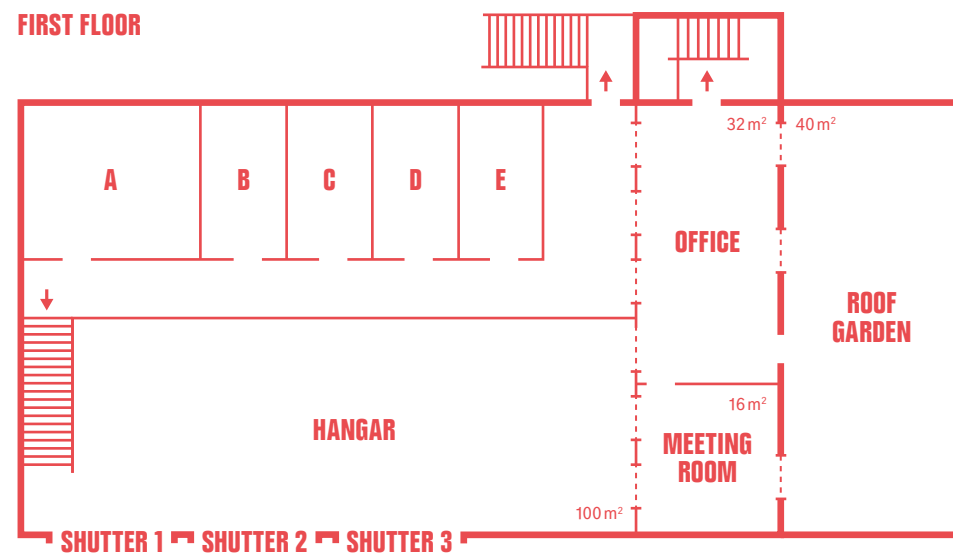 FIRST FLOOR
32 m² 40 m²
A B C D E
OFFICE
ROOF
GARDEN
16 m²
HANGAR
MEETING
ROOM
100 m²
SHUTTER 1 SHUTTER 2 SHUTTER 3